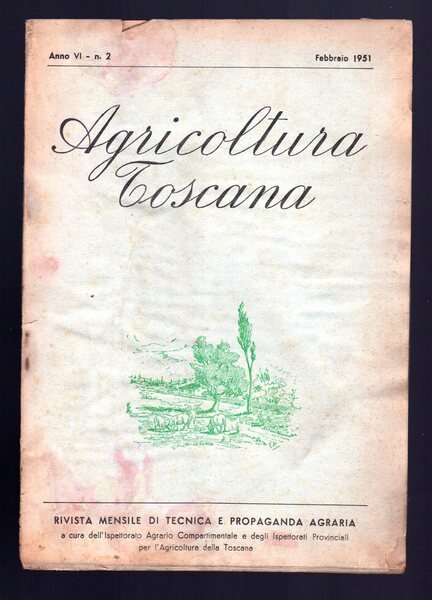 Anno VI - n. 2 Febbraio 1951
Agricoltura
Toscana
RIVISTA MENSILE DI TECNICA E PROPAGANDA AGRARIA
a cura dell'Ispettorato Agrario Compartimentale e degli Ispettorati Provinciali
per l'Agricoltura della Toscana